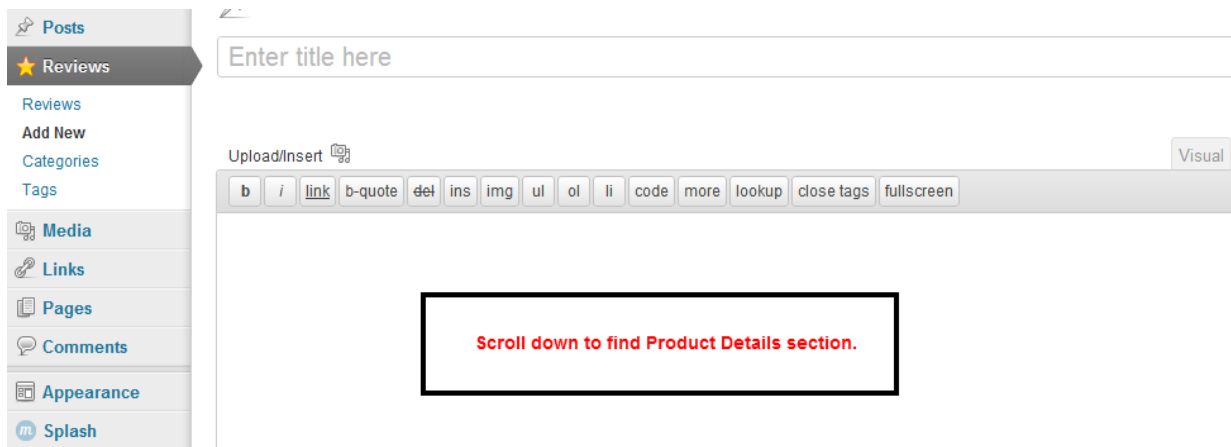 Posts
Reviews
Reviews
Add New
Categories
Tags
Media
Links
Pages
Comments
Appearance
Splash
Enter title here
Upload/Insert
Visual
b i link b-quote del ins img ul ol li code more lookup close tags fullscreen
Scroll down to find Product Details section.